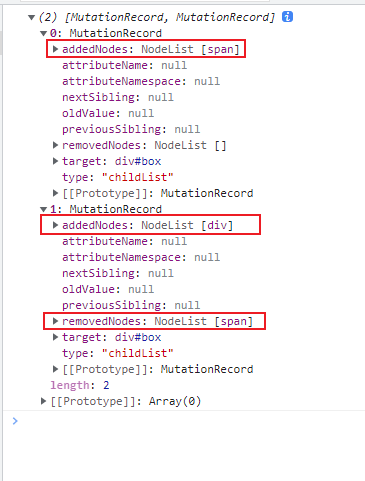 (2) [MutationRecord, MutationRecord] i
0: MutationRecord
addedNodes: NodeList [span]
attributeName: null
attributeNamespace: null
nextSibling: null
oldValue: null
previousSibling: null
removedNodes: NodeList []
target: div#box
type: "childList"
[[Prototype]]: MutationRecord
1: MutationRecord
addedNodes: NodeList [div]
attributeName: null
attributeNamespace: null
nextSibling: null
oldValue: null
previousSibling: null
removedNodes: NodeList [span]
target: div#box
type: "childList"
[[Prototype]]: MutationRecord
length: 2
[[Prototype]]: Array(0)